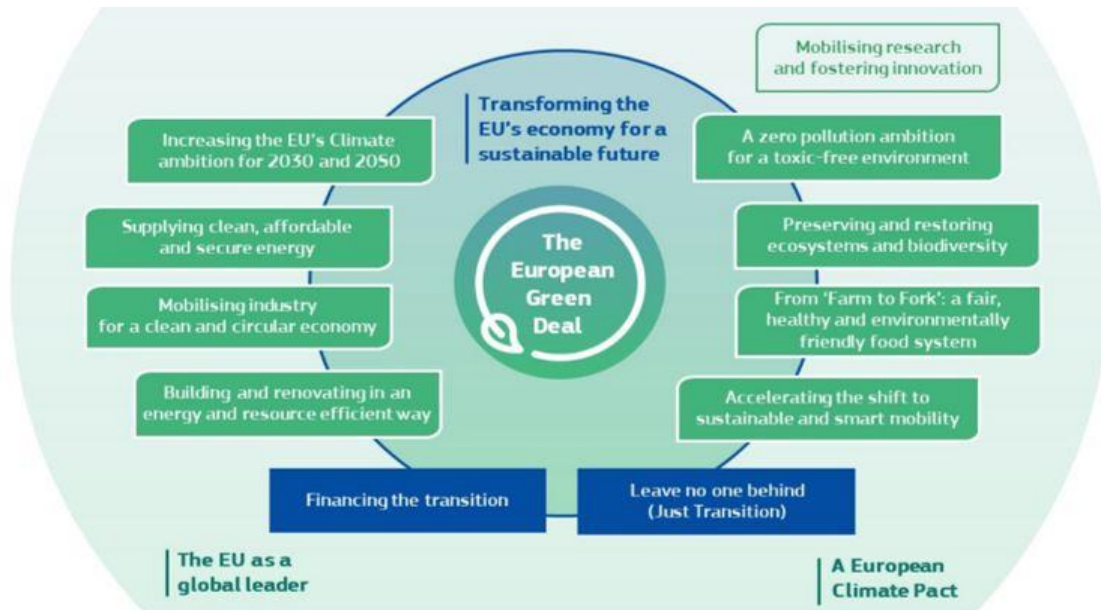 Mobilising research
and fostering innovation
Transforming the
EU's economy for a
sustainable future
Increasing the EU's Climate
ambition for 2030 and 2050
A zero pollution ambition
for a toxic-free environment
Supplying clean, affordable
and secure energy
The
European
Green
Deal
Preserving and restoring
ecosystems and biodiversity
Mobilising industry
for a clean and circular economy
From 'Farm to Fork': a fair,
healthy and environmentally
friendly food system
Building and renovating in an
energy and resource efficient way
Accelerating the shift to
sustainable and smart mobility
Financing the transition
Leave no one behind
(Just Transition)
The EU as a
global leader
A European
Climate Pact